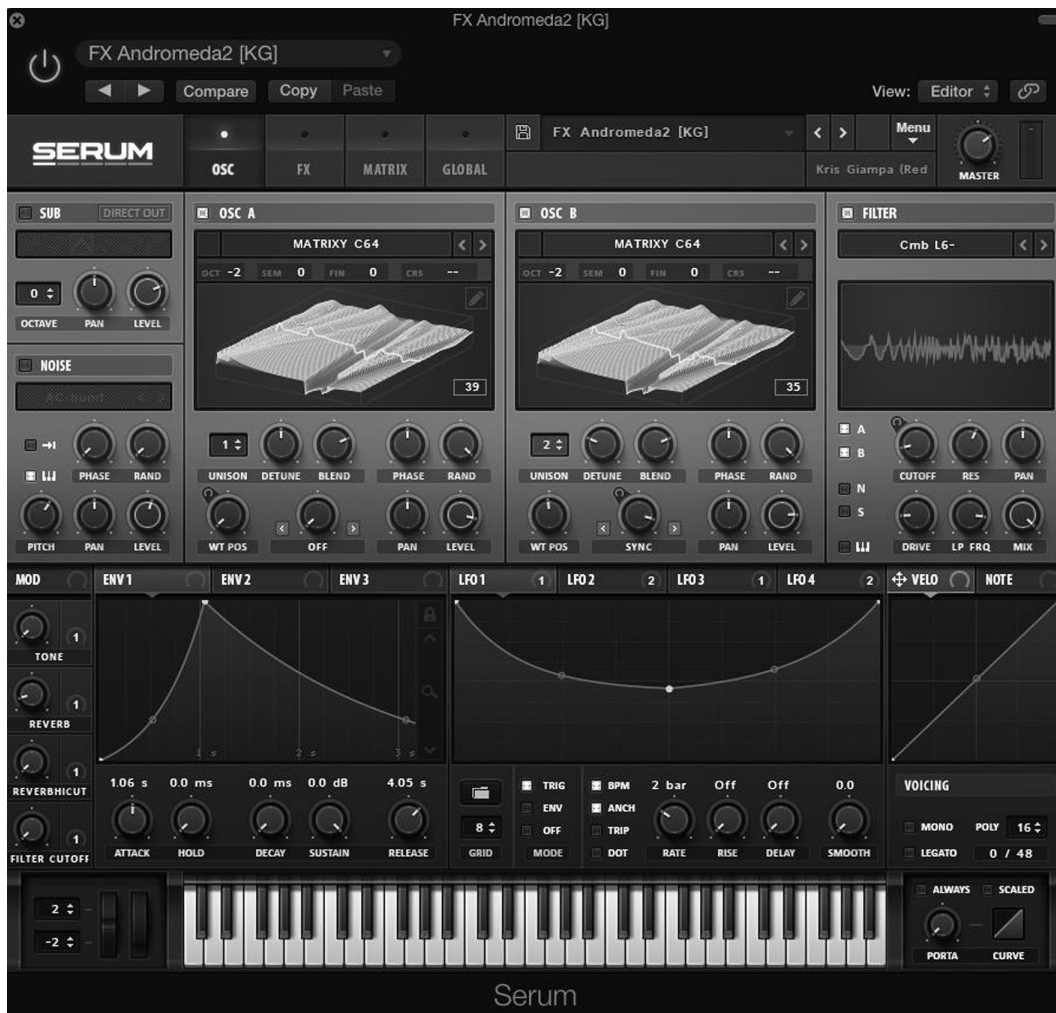 FX Andromeda2 [KG]
FX Andromeda2 [KG]
Compare Copy Paste View: Editor
SERUM
OSC FX MATRIX GLOBAL
FX Andromeda2 [KG] Menu
Kris Giampa (Red
MASTER
SUB DIRECT OUT
0
OCTAVE PAN LEVEL
NOISE
AC hum1
PHASE RAND
PITCH PAN LEVEL
OSC A
MATRIXY C64
OCT -2 SEM 0 FIN 0 CRS --
39
1
UNISON DETUNE BLEND PHASE RAND
WT POS OFF PAN LEVEL
OSC B
MATRIXY C64
OCT -2 SEM 0 FIN 0 CRS --
35
2
UNISON DETUNE BLEND PHASE RAND
WT POS SYNC PAN LEVEL
FILTER
Cmb L6-
A
B
N
S
CUTOFF RES PAN
DRIVE LP FRQ MIX
MOD ENV 1 ENV 2 ENV 3 LFO 1 1 LFO 2 2 LFO 3 1 LFO 4 2 VELO NOTE
1
TONE
1
REVERB
1
REVERBHICUT
1
FILTER CUTOFF
1 s 2 s 3 s
1.06 s 0.0 ms 0.0 ms 0.0 dB 4.05 s
ATTACK HOLD DECAY SUSTAIN RELEASE
8
GRID
TRIG
ENV
OFF
MODE
BPM
ANCH
TRIP
DOT
2 bar Off Off 0.0
RATE RISE DELAY SMOOTH
VOICING
MONO POLY 16
LEGATO 0 / 48
2
-2
ALWAYS SCALED
PORTA CURVE
Serum